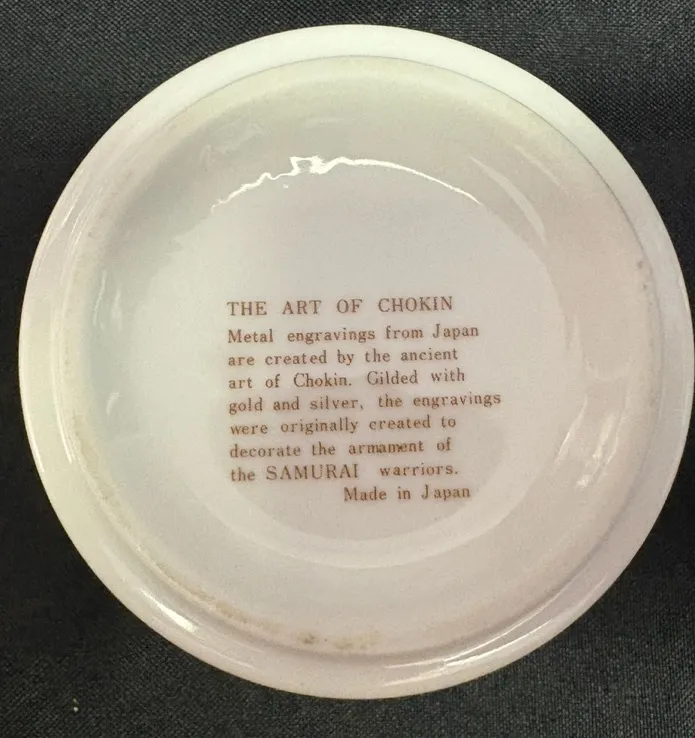 THE ART OF CHOKIN
Metal engravings from Japan
are created by the ancient
art of Chokin. Gilded with
gold and silver, the engravings
were originally created to
decorate the armament of
the SAMURAI warriors.
Made in Japan